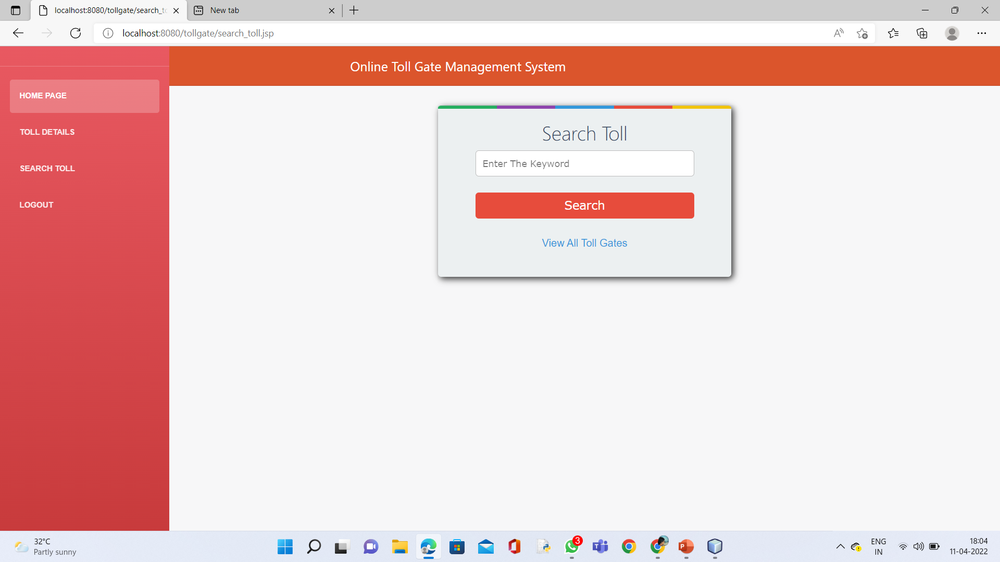 localhost:8080/tollgate/search_to
New tab
localhost:8080/tollgate/search_toll.jsp
Online Toll Gate Management System
HOME PAGE
TOLL DETAILS
SEARCH TOLL
LOGOUT
Search Toll
Enter The Keyword
Search
View All Toll Gates
32°C
Partly sunny
3
ENG
IN
18:04
11-04-2022